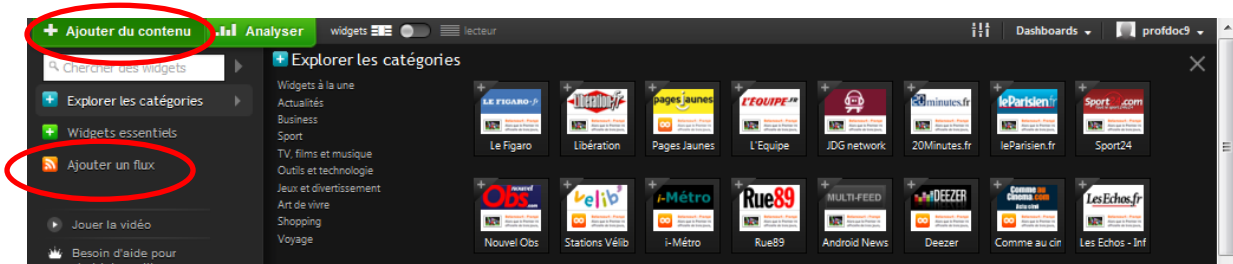 Ajouter du contenu
Analyser
widgets
lecteur
Dashboards
profdoc9
Chercher des widgets
Explorer les catégories
Widgets essentiels
Ajouter un flux
Jouer la vidéo
Besoin d'aide pour
Explorer les catégories
Widgets à la une
Actualités
Business
Sport
TV, films et musique
Outils et technologie
Jeux et divertissement
Art de vivre
Shopping
Voyage
LE FIGARO·fr
Libération.fr
pagesjaunes
L'EQUIPE.FR
20minutes.fr
leParisien.fr
Sport24.com
Le Figaro
Libération
Pages Jaunes
L'Equipe
JDG network
20Minutes.fr
leParisien.fr
Sport24
nouvel Obs
velib'
i-Métro
Rue89
MULTI-FEED
DEEZER
Comme au Cinema.com
LesEchos.fr
Nouvel Obs
Stations Vélib
i-Métro
Rue89
Android News
Deezer
Comme au cin
Les Echos - Inf